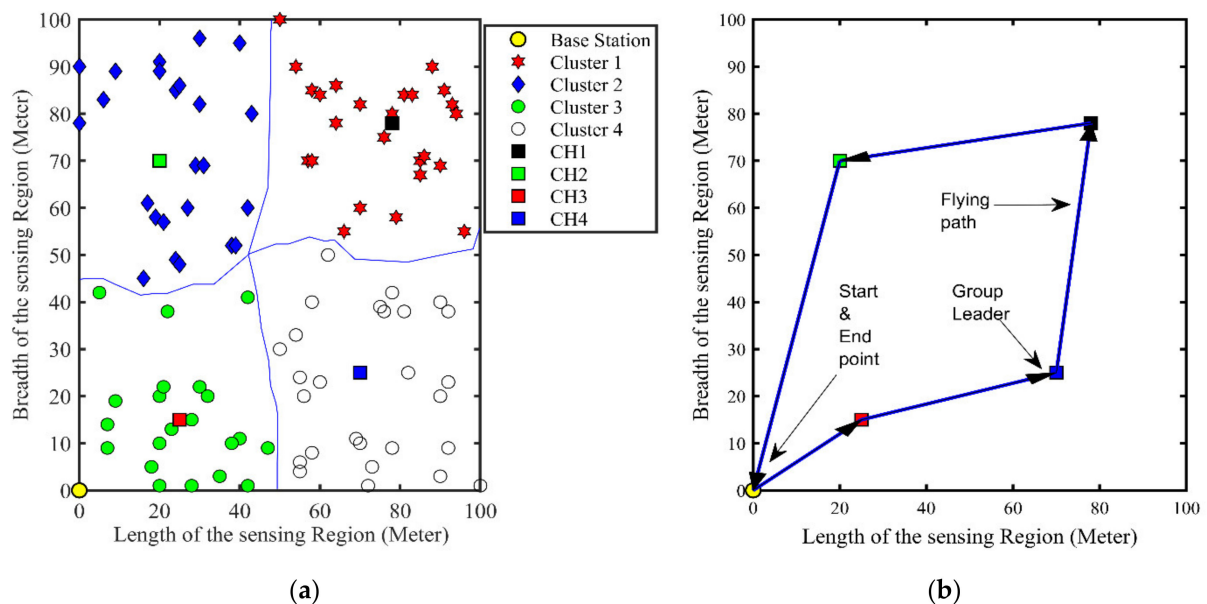 100
90
80
70
60
50
40
30
20
10
0
0 20 40 60 80 100
Breadth of the sensing Region (Meter)
Length of the sensing Region (Meter)
Base Station
Cluster 1
Cluster 2
Cluster 3
Cluster 4
CH1
CH2
CH3
CH4
(a)
100
90
80
70
60
50
40
30
20
10
0
0 20 40 60 80 100
Breadth of the sensing Region (Meter)
Length of the sensing Region (Meter)
Flying
path
Start
&
End
point
Group
Leader
(b)